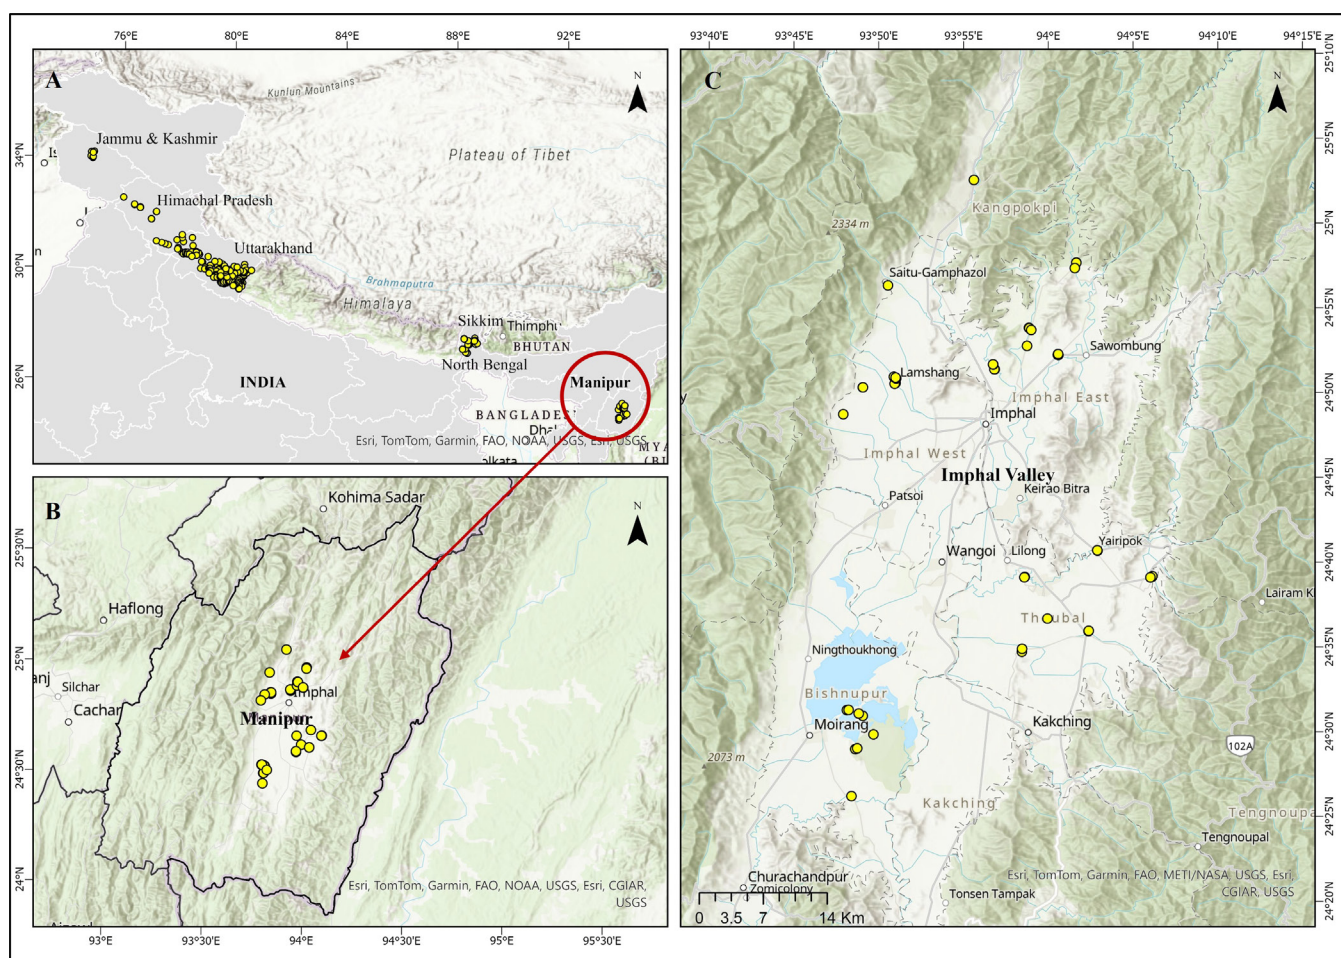 76°E 80°E 84°E 88°E 92°E
A
N
Kunlun Mountains
Jammu & Kashmir
34°N
Plateau of Tibet
Himachal Pradesh
Uttarakhand
30°N
Brahmaputra
Himalaya
Sikkim
Thimphu
BHUTAN
North Bengal
26°N
INDIA
Manipur
BANGLADES
Dhal
Esri, TomTom, Garmin, FAO, NOAA, USGS, Esri, USGS
MYA
(BI
olkata
B
N
Kohima Sadar
25°30'N
Haflong
25°N
anj
Silchar
Cachar
Imphal
Manipur
24°30'N
24°N
Esri, TomTom, Garmin, FAO, NOAA, USGS, Esri, CGIAR,
USGS
93°E 93°30'E 94°E 94°30'E 95°E 95°30'E
93°40'E 93°45'E 93°50'E 93°55'E 94°E 94°5'E 94°10'E 94°15'E
25°10'N
C
N
25°5'N
Kangpokpi
2334 m
25°N
Saitu-Gamphazol
24°55'N
Sawombung
Lamshang
24°50'N
Imphal East
Imphal
Imphal West
Imphal Valley
24°45'N
Keirao Bitra
Patsoi
Yairipok
Wangoi
Lilong
24°40'N
Lairam K
Thoubal
24°35'N
Ningthoukhong
Bishnupur
Moirang
Kakching
24°30'N
102A
2073 m
Kakching
24°25'N
Tengnoupa
Tengnoupal
Churachandpur
Zomicolony
Tonsen Tampak
Esri, TomTom, Garmin, FAO, METI/NASA, USGS, Esri,
CGIAR, USGS
24°20'N
0 3.5 7 14 Km